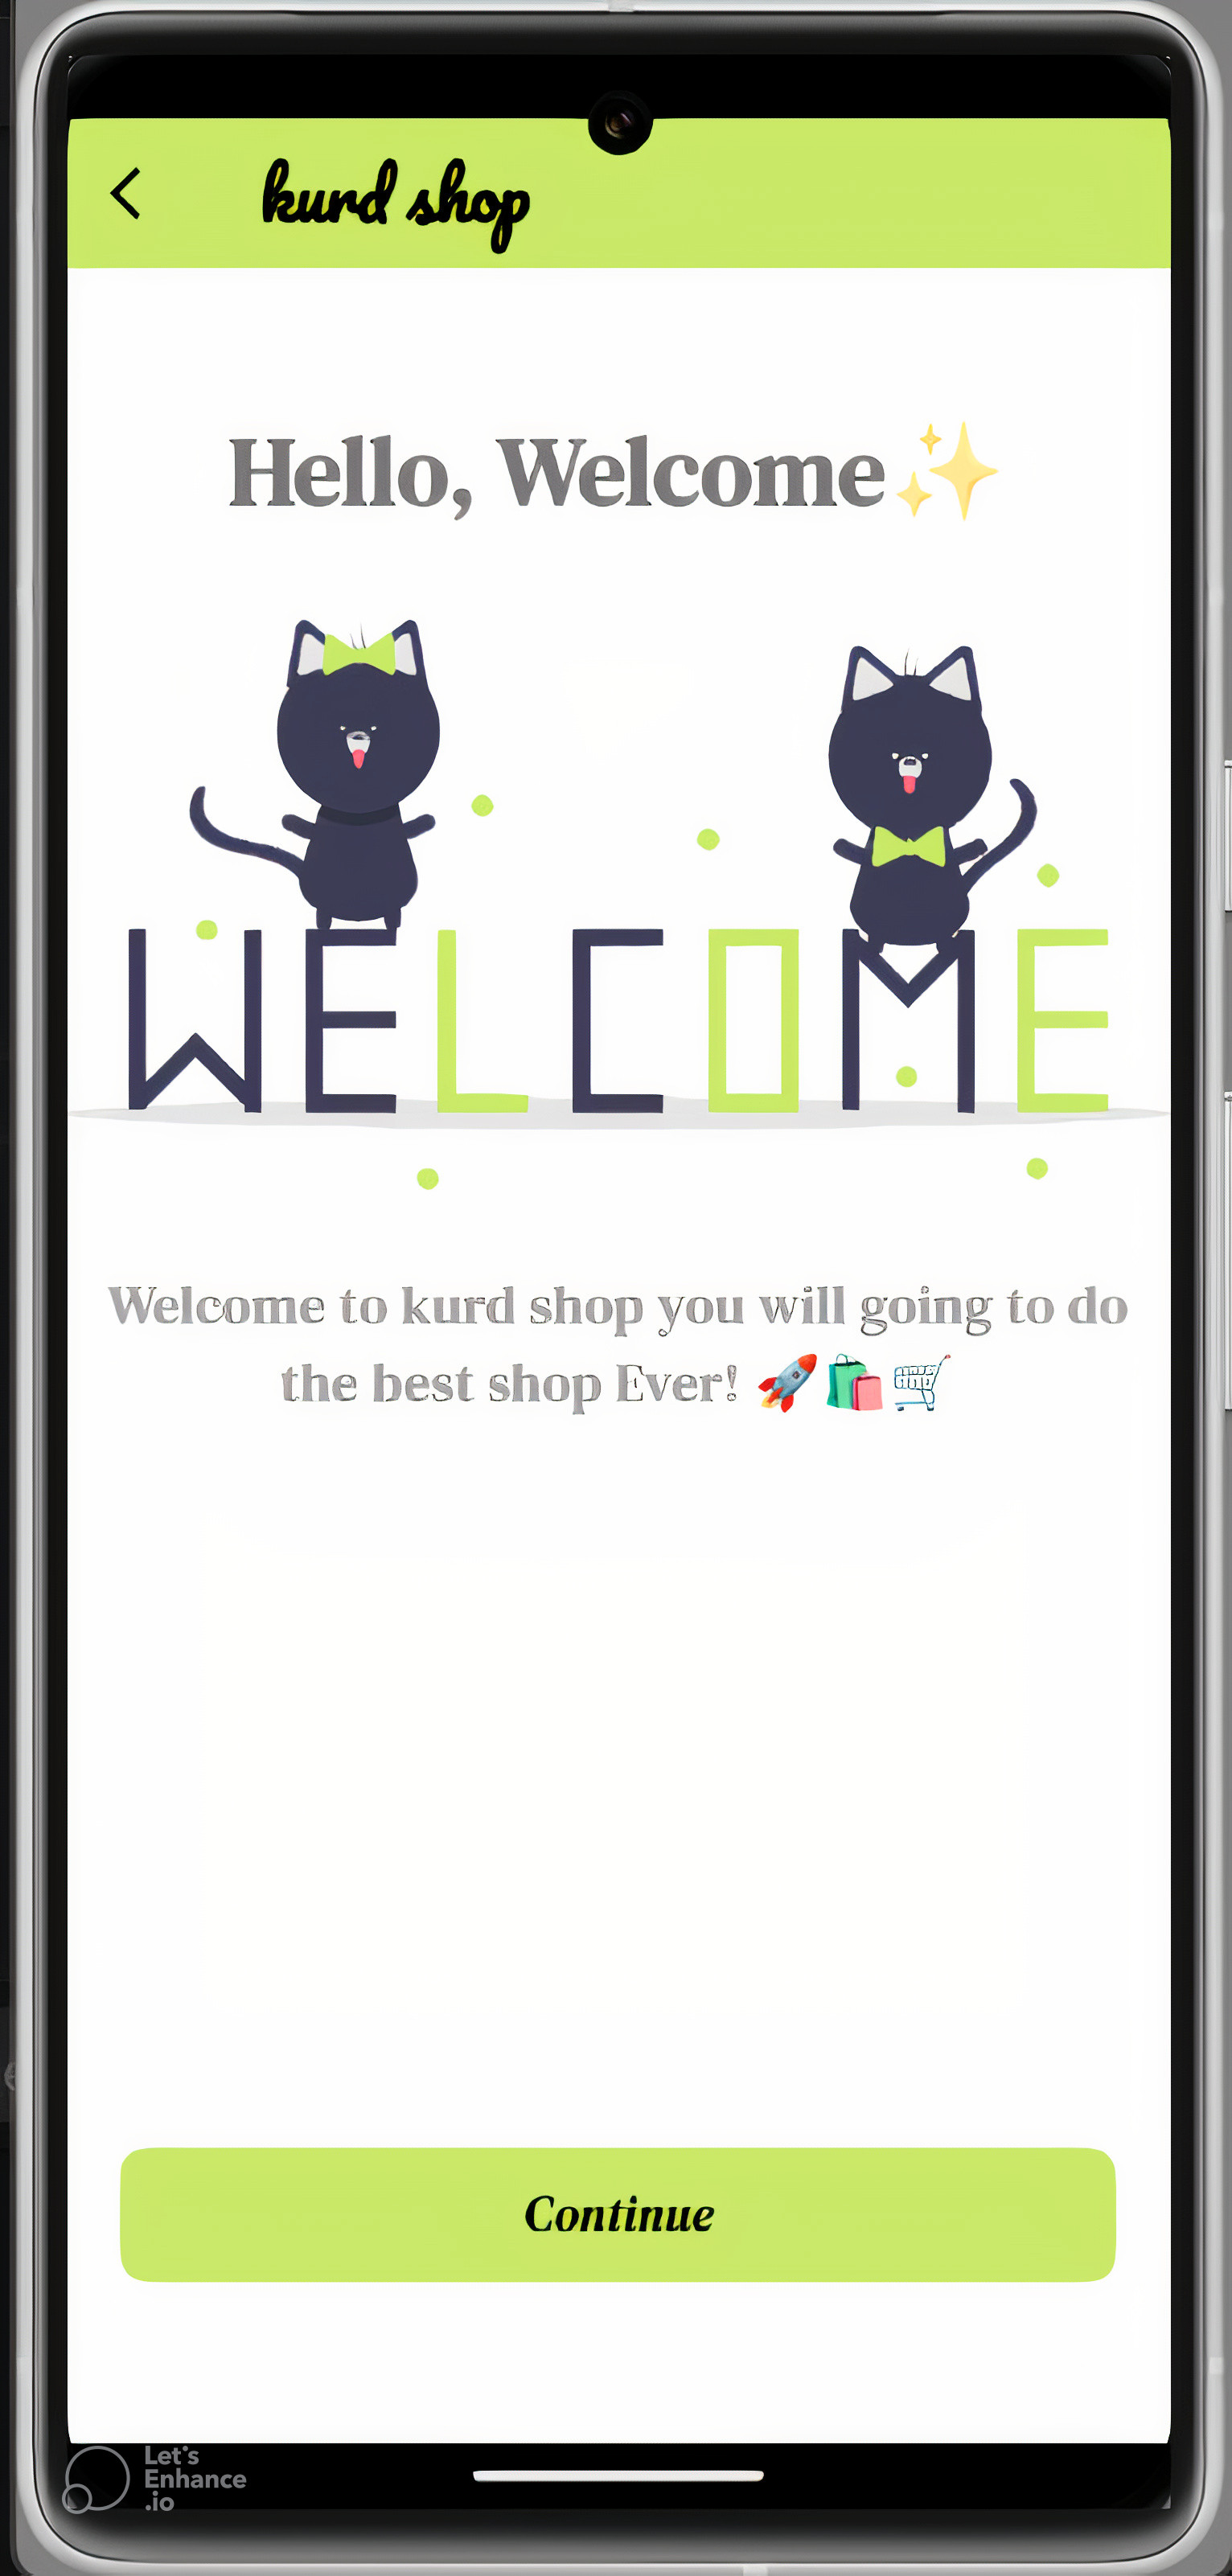 kurd shop
Hello, Welcome✨
WELCOME
Welcome to kurd shop you will going to do
the best shop Ever! 🚀🛍️🛒
Continue
Let's
Enhance
.io